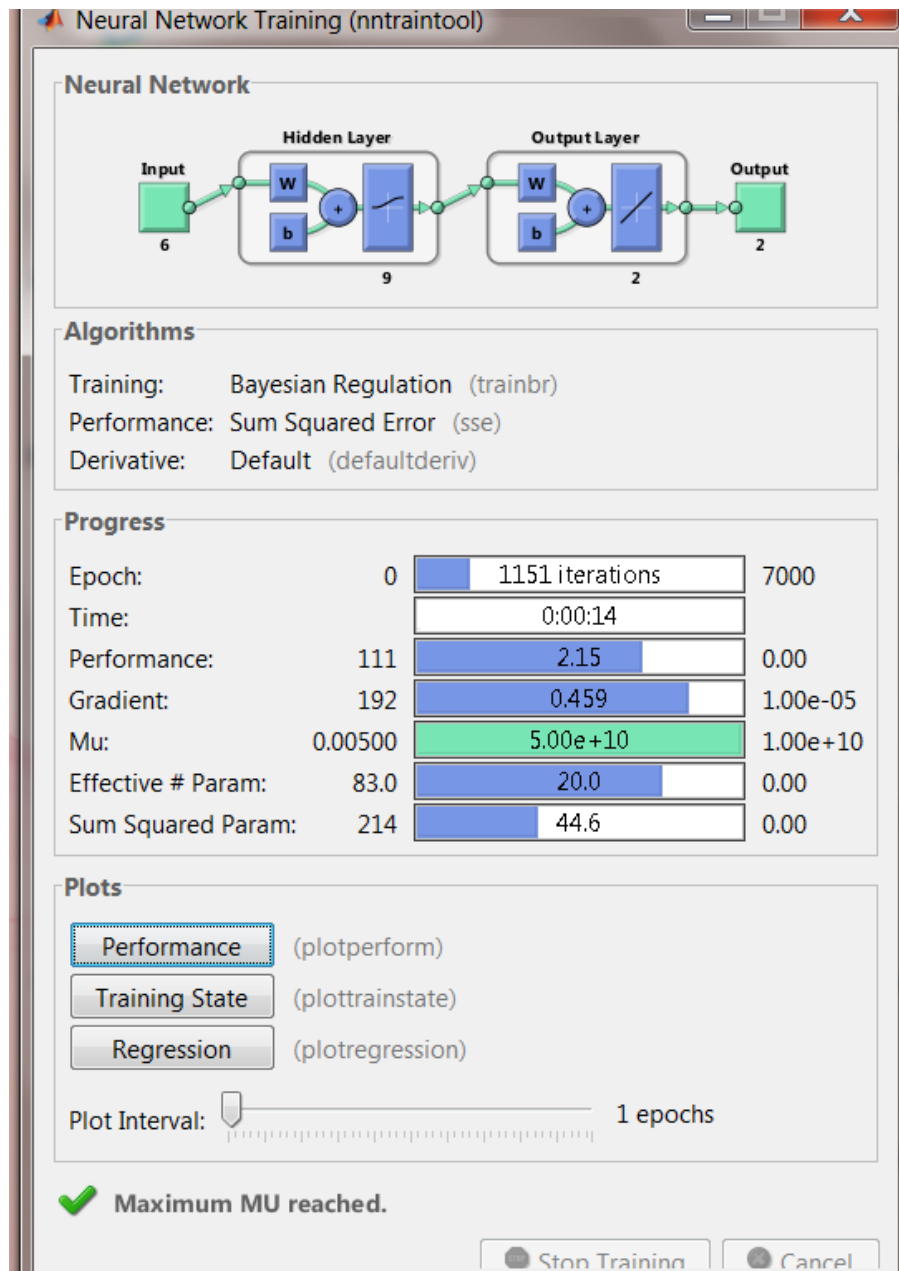 Neural Network Training (nntraintool)
Neural Network
Hidden Layer Output Layer
Input Output
W W
b b
+ +
6 2
9 2
Algorithms
Training: Bayesian Regulation (trainbr)
Performance: Sum Squared Error (sse)
Derivative: Default (defaultderiv)
Progress
Epoch: 0 1151 iterations 7000
Time: 0:00:14
Performance: 111 2.15 0.00
Gradient: 192 0.459 1.00e-05
Mu: 0.00500 5.00e+10 1.00e+10
Effective # Param: 83.0 20.0 0.00
Sum Squared Param: 214 44.6 0.00
Plots
Performance (plotperform)
Training State (plottrainstate)
Regression (plotregression)
Plot Interval: 1 epochs
Maximum MU reached.
Stop Training Cancel